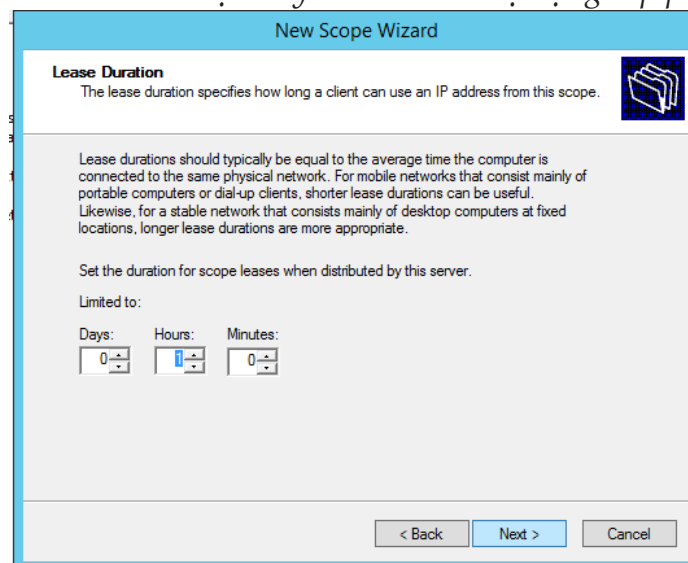 New Scope Wizard
Lease Duration
The lease duration specifies how long a client can use an IP address from this scope.
Lease durations should typically be equal to the average time the computer is
connected to the same physical network. For mobile networks that consist mainly of
portable computers or dial-up clients, shorter lease durations can be useful.
Likewise, for a stable network that consists mainly of desktop computers at fixed
locations, longer lease durations are more appropriate.
Set the duration for scope leases when distributed by this server.
Limited to:
Days: Hours: Minutes:
0 1 0
< Back Next > Cancel